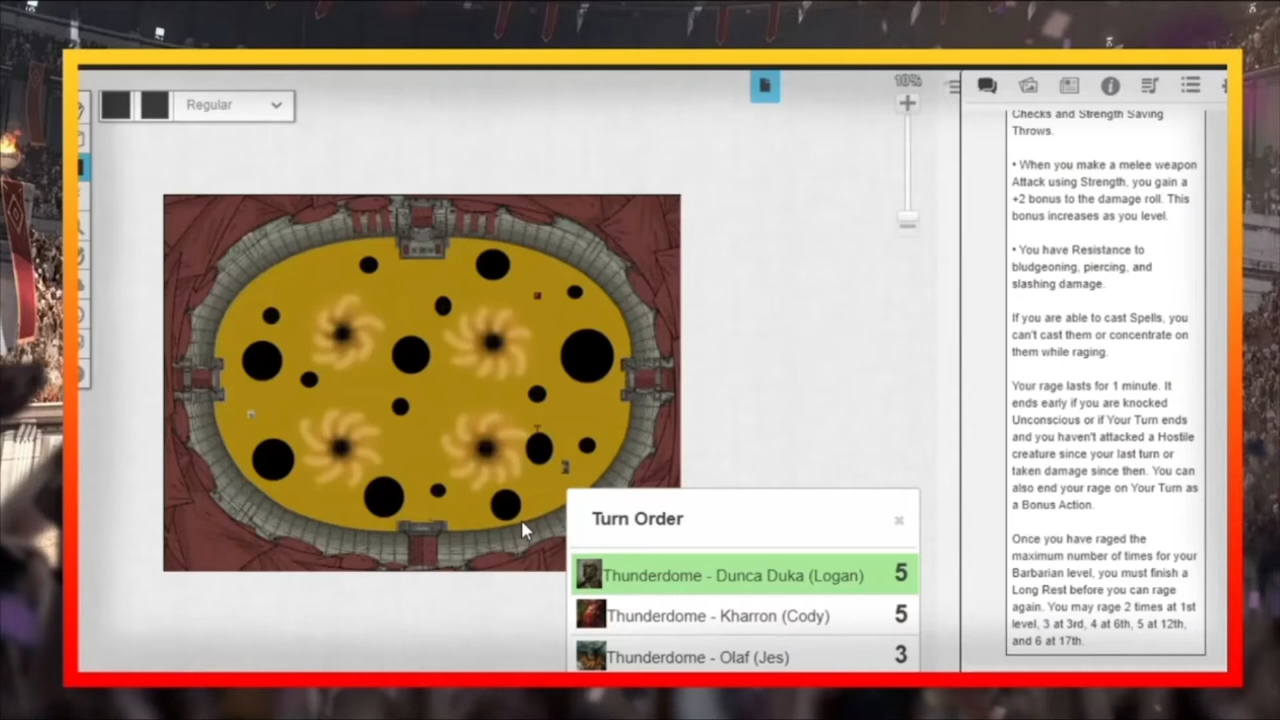 Regular
10%
Checks and Strength Saving
Throws.
• When you make a melee weapon
Attack using Strength, you gain a
+2 bonus to the damage roll. This
bonus increases as you level.
• You have Resistance to
bludgeoning, piercing, and
slashing damage.
If you are able to cast Spells, you
can't cast them or concentrate on
them while raging.
Your rage lasts for 1 minute. It
ends early if you are knocked
Unconscious or if Your Turn ends
and you haven't attacked a Hostile
creature since your last turn or
taken damage since then. You can
also end your rage on Your Turn as
a Bonus Action.
Once you have raged the
maximum number of times for your
Barbarian level, you must finish a
Long Rest before you can rage
again. You may rage 2 times at 1st
level, 3 at 3rd, 4 at 6th, 5 at 12th,
and 6 at 17th.
Turn Order
Thunderdome - Dunca Duka (Logan) 5
Thunderdome - Kharron (Cody) 5
Thunderdome - Olaf (Jes) 3